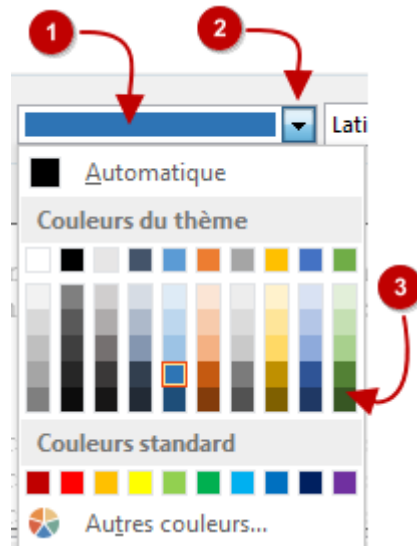 1
2
Lati
Automatique
Couleurs du thème
3
Couleurs standard
Autres couleurs...